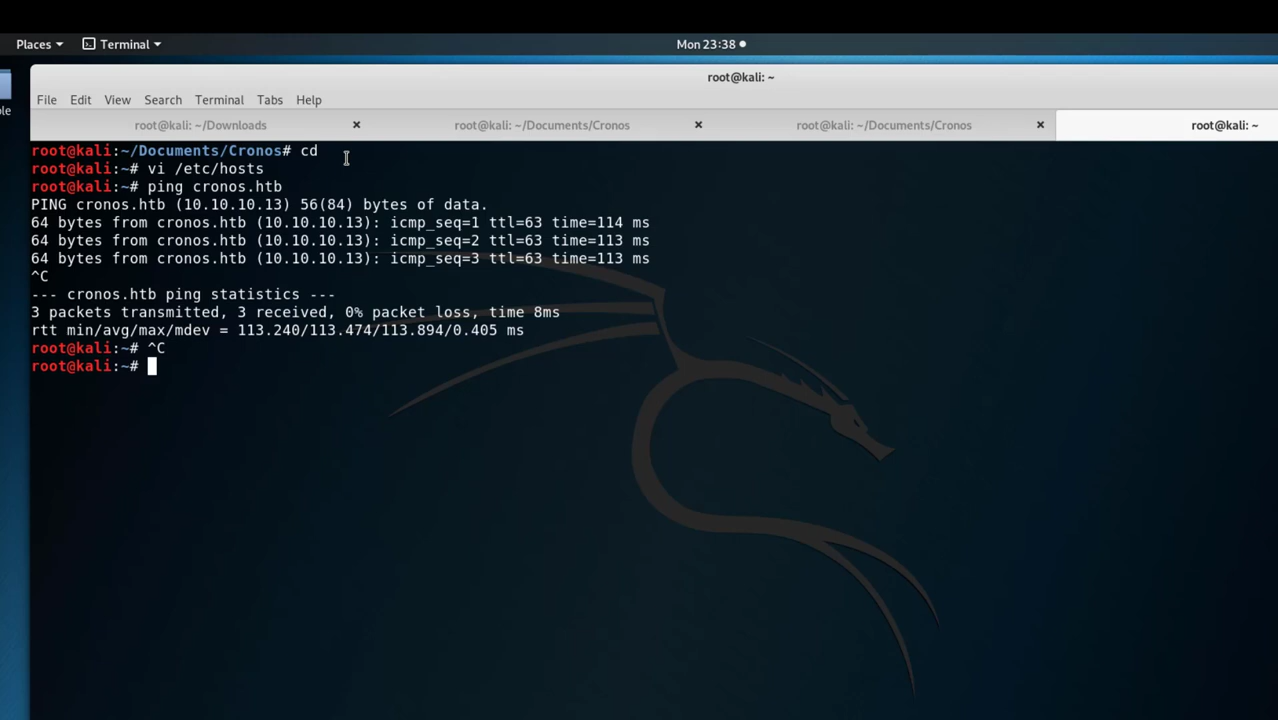 Places Terminal Mon 23:38
root@kali: ~
File Edit View Search Terminal Tabs Help
root@kali: ~/Downloads root@kali: ~/Documents/Cronos root@kali: ~/Documents/Cronos root@kali: ~
root@kali:~/Documents/Cronos# cd
root@kali:~# vi /etc/hosts
root@kali:~# ping cronos.htb
PING cronos.htb (10.10.10.13) 56(84) bytes of data.
64 bytes from cronos.htb (10.10.10.13): icmp_seq=1 ttl=63 time=114 ms
64 bytes from cronos.htb (10.10.10.13): icmp_seq=2 ttl=63 time=113 ms
64 bytes from cronos.htb (10.10.10.13): icmp_seq=3 ttl=63 time=113 ms
^C
--- cronos.htb ping statistics ---
3 packets transmitted, 3 received, 0% packet loss, time 8ms
rtt min/avg/max/mdev = 113.240/113.474/113.894/0.405 ms
root@kali:~# ^C
root@kali:~#